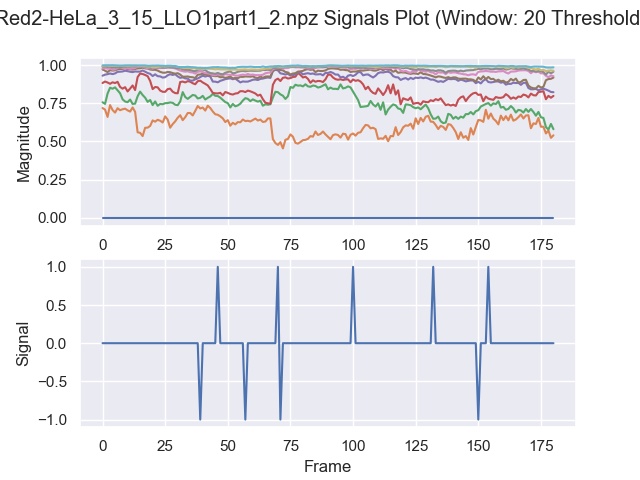 Red2-HeLa_3_15_LLO1part1_2.npz Signals Plot (Window: 20 Threshold
1.00
0.75
0.50
0.25
0.00
Magnitude
0 25 50 75 100 125 150 175
1.0
0.5
0.0
−0.5
−1.0
Signal
0 25 50 75 100 125 150 175
Frame